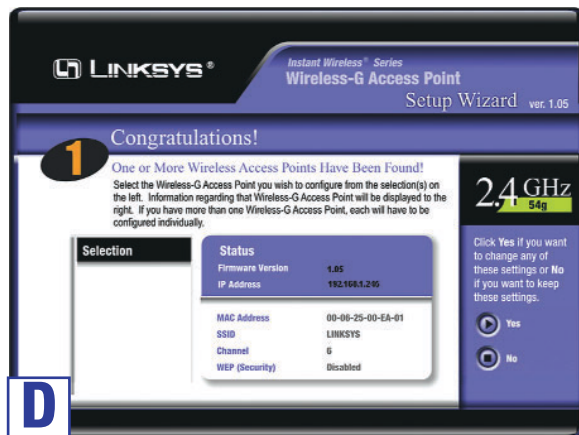 LINKSYS®
Instant Wireless® Series
Wireless-G Access Point
Setup Wizard ver. 1.05
1
Congratulations!
One or More Wireless Access Points Have Been Found!
Select the Wireless-G Access Point you wish to configure from the selection(s) on
the left. Information regarding that Wireless-G Access Point will be displayed to the
right. If you have more than one Wireless-G Access Point, each will have to be
configured individually.
Selection
Status
Firmware Version 1.05
IP Address 192.168.1.245
MAC Address 00-06-25-00-EA-01
SSID LINKSYS
Channel 6
WEP (Security) Disabled
2.4 GHz
54g
Click Yes if you want
to change any of
these settings or No
if you want to keep
these settings.
Yes
No
D